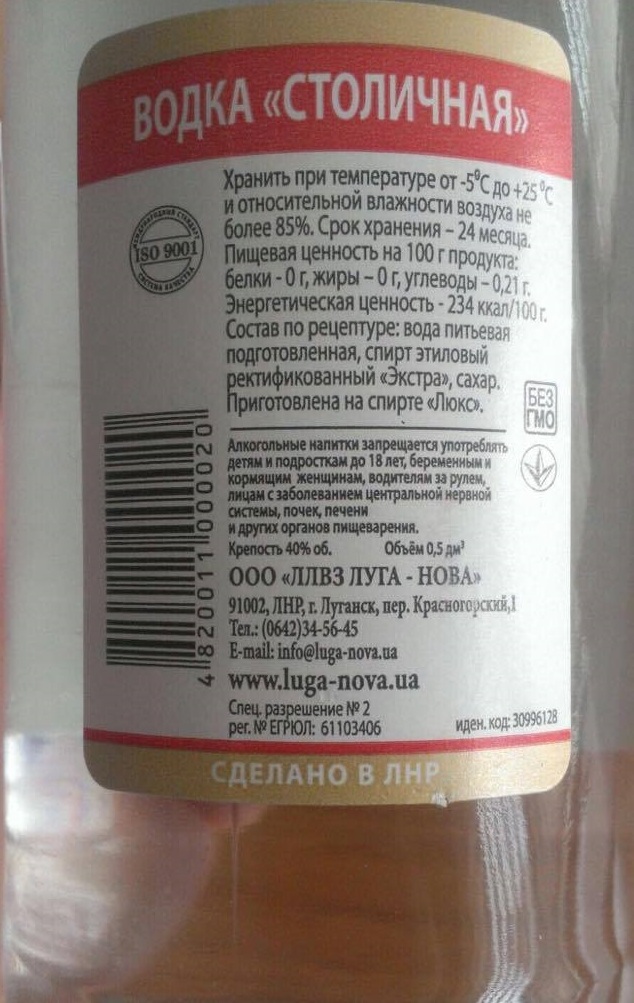 ВОДКА «СТОЛИЧНАЯ»
Хранить при температуре от -5⁰С до +25 ⁰С
и относительной влажности воздуха не
более 85%. Срок хранения – 24 месяца.
Пищевая ценность на 100 г продукта:
белки - 0 г, жиры – 0 г, углеводы – 0,21 г.
Энергетическая ценность - 234 ккал/100 г.
Состав по рецептуре: вода питьевая
подготовленная, спирт этиловый
ректификованный «Экстра», сахар.
Приготовлена на спирте «Люкс».
МЕЖДУНАРОДНЫЙ СТАНДАРТ
ISO 9001
СИСТЕМА КАЧЕСТВА
БЕЗ
ГМО
Алкогольные напитки запрещается употреблять
детям и подросткам до 18 лет, беременным и
кормящим женщинам, водителям за рулем,
лицам с заболеванием центральной нервной
системы, почек, печени
и других органов пищеварения.
Крепость 40% об. Объём 0,5 дм³
ООО «ЛЛВЗ ЛУГА - НОВА»
91002, ЛНР, г. Луганск, пер. Красногорский,1
Тел.: (0642)34-56-45
E-mail: info@luga-nova.ua
www.luga-nova.ua
Спец. разрешение № 2
рег. № ЕГРЮЛ: 61103406 иден. код: 30996128
4 820011 000020
СДЕЛАНО В ЛНР